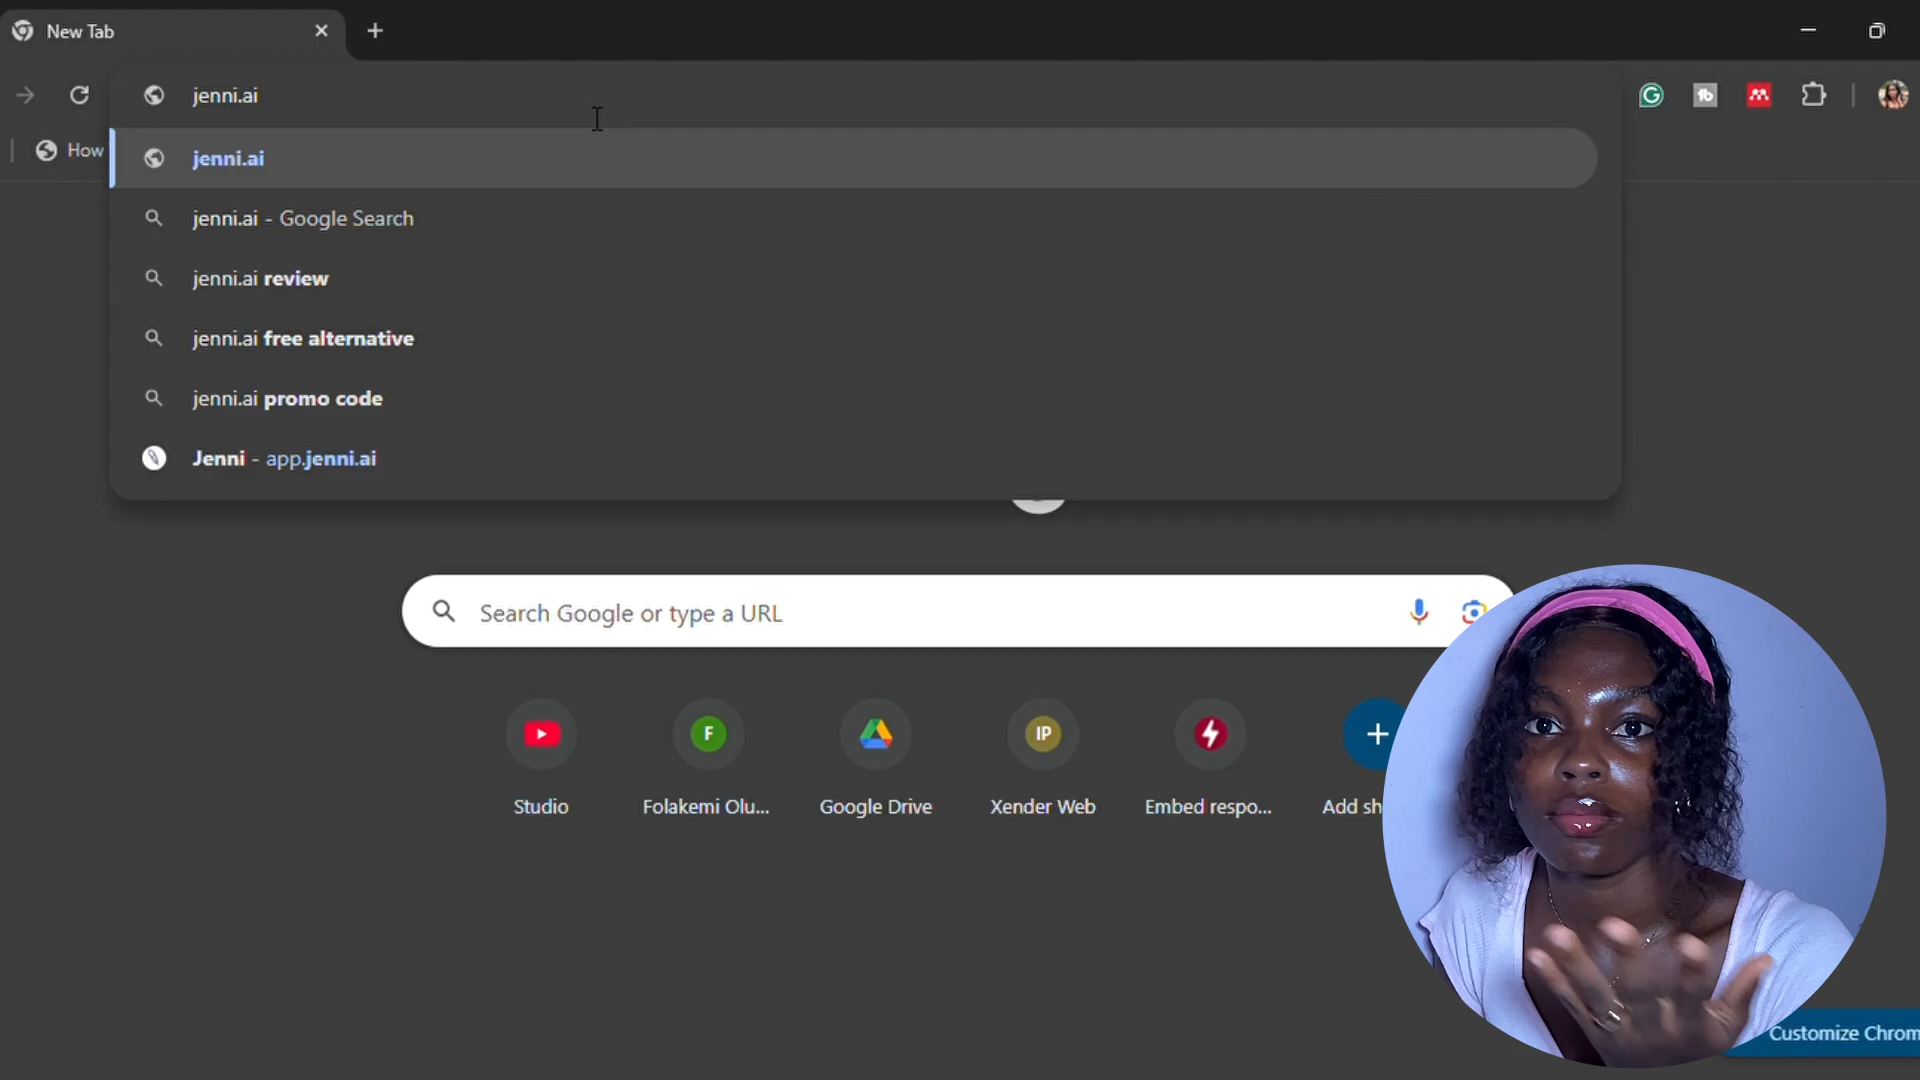 New Tab
jenni.ai
How
jenni.ai
jenni.ai - Google Search
jenni.ai review
jenni.ai free alternative
jenni.ai promo code
Jenni - app.jenni.ai
Search Google or type a URL
F
IP
Studio
Folakemi Olu...
Google Drive
Xender Web
Embed respo...
Add sh
Customize Chrom